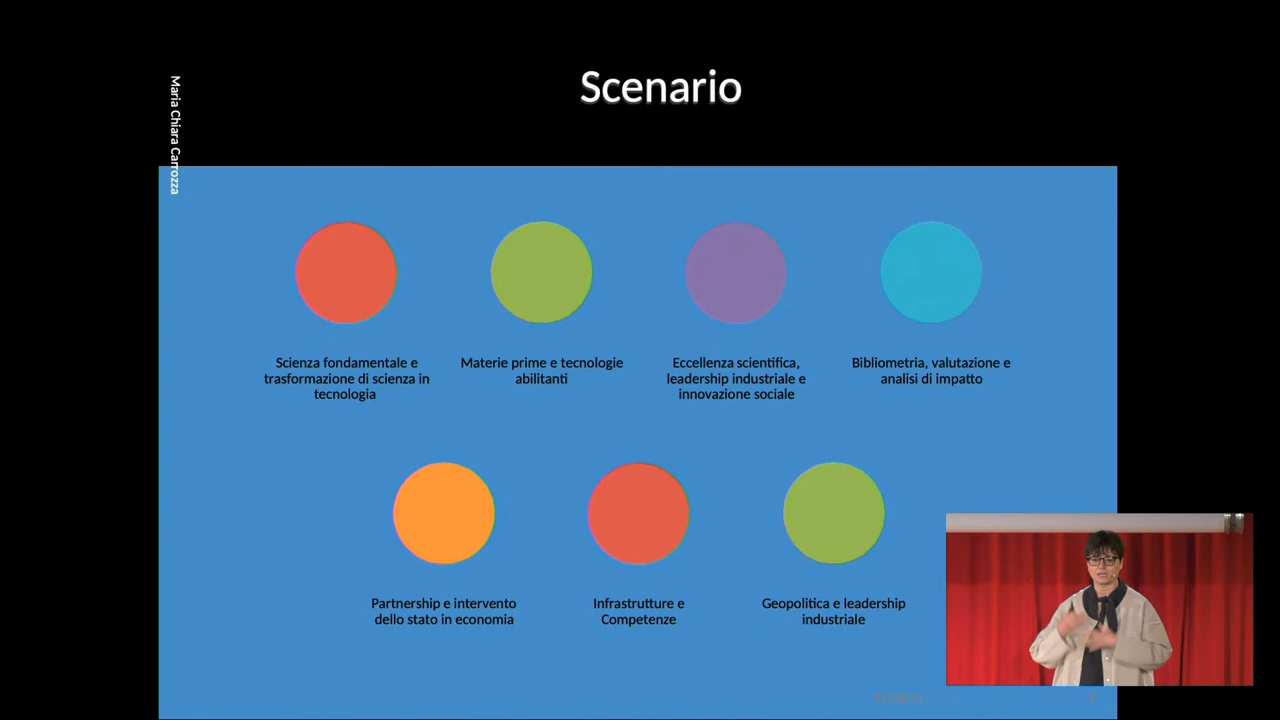 Scenario
Maria Chiara Carrozza
Scienza fondamentale e
trasformazione di scienza in
tecnologia
Materie prime e tecnologie
abilitanti
Eccellenza scientifica,
leadership industriale e
innovazione sociale
Bibliometria, valutazione e
analisi di impatto
Partnership e intervento
dello stato in economia
Infrastrutture e
Competenze
Geopolitica e leadership
industriale